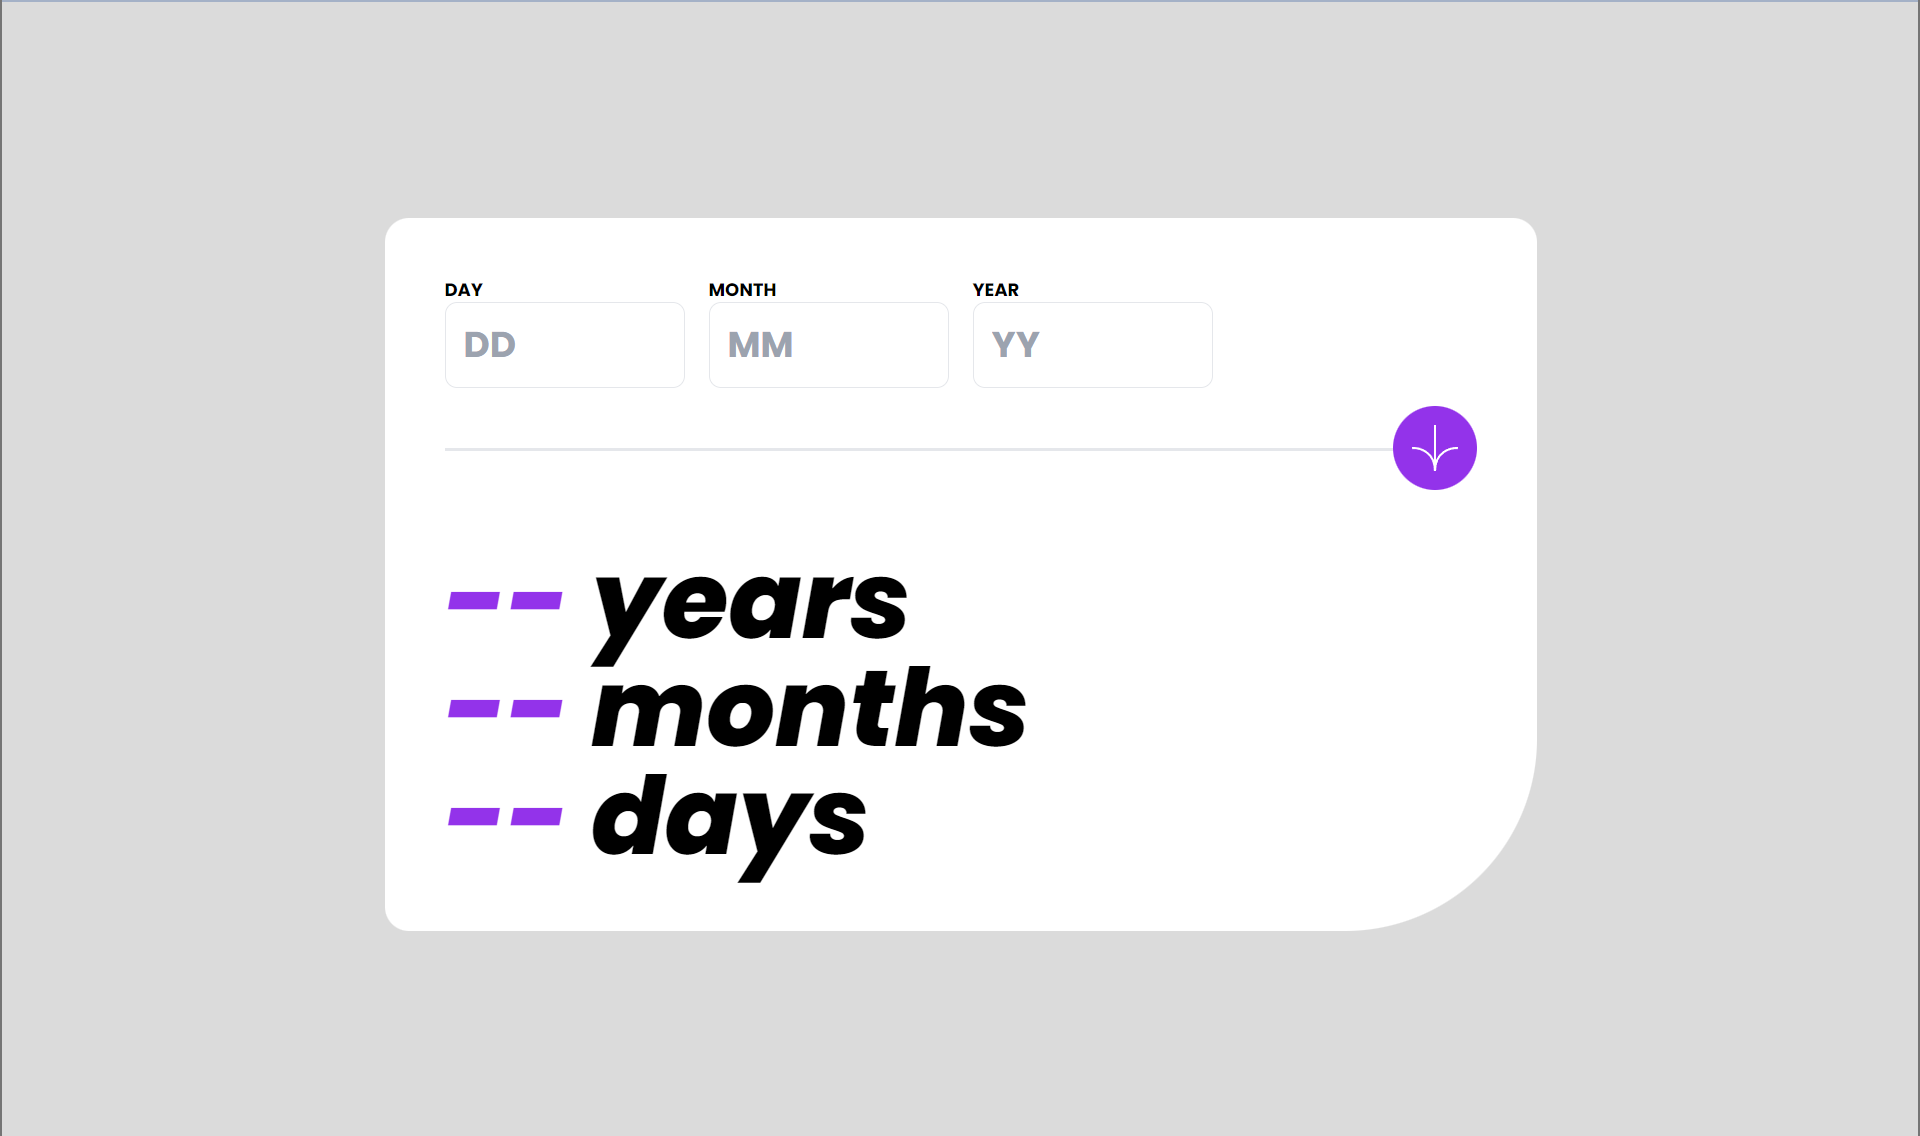 DAY MONTH YEAR
DD MM YY
-- years
-- months
-- days